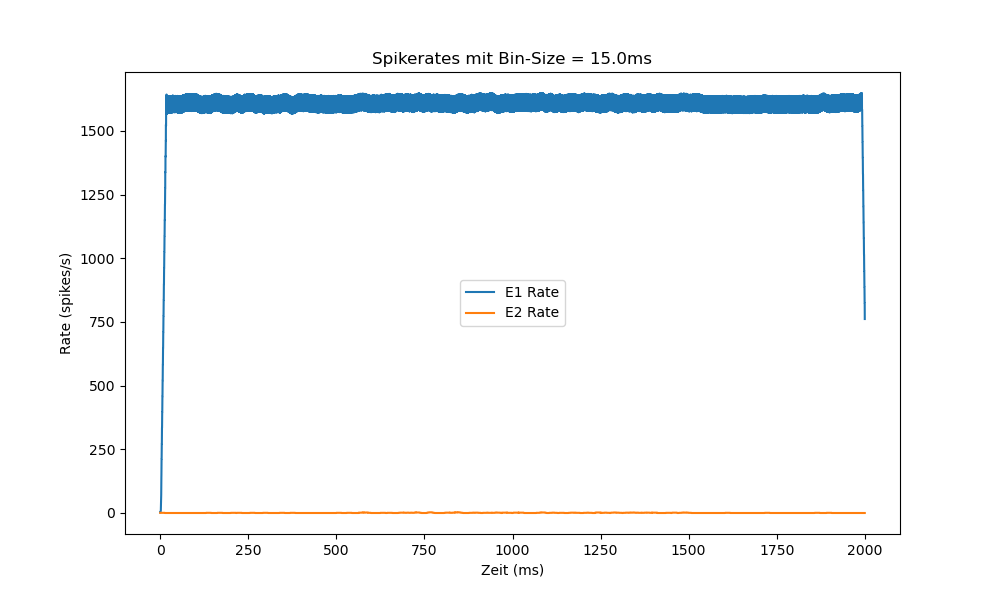 Spikerates mit Bin-Size = 15.0ms
Rate (spikes/s)
1500
1250
1000
750
500
250
0
E1 Rate
E2 Rate
0 250 500 750 1000 1250 1500 1750 2000
Zeit (ms)